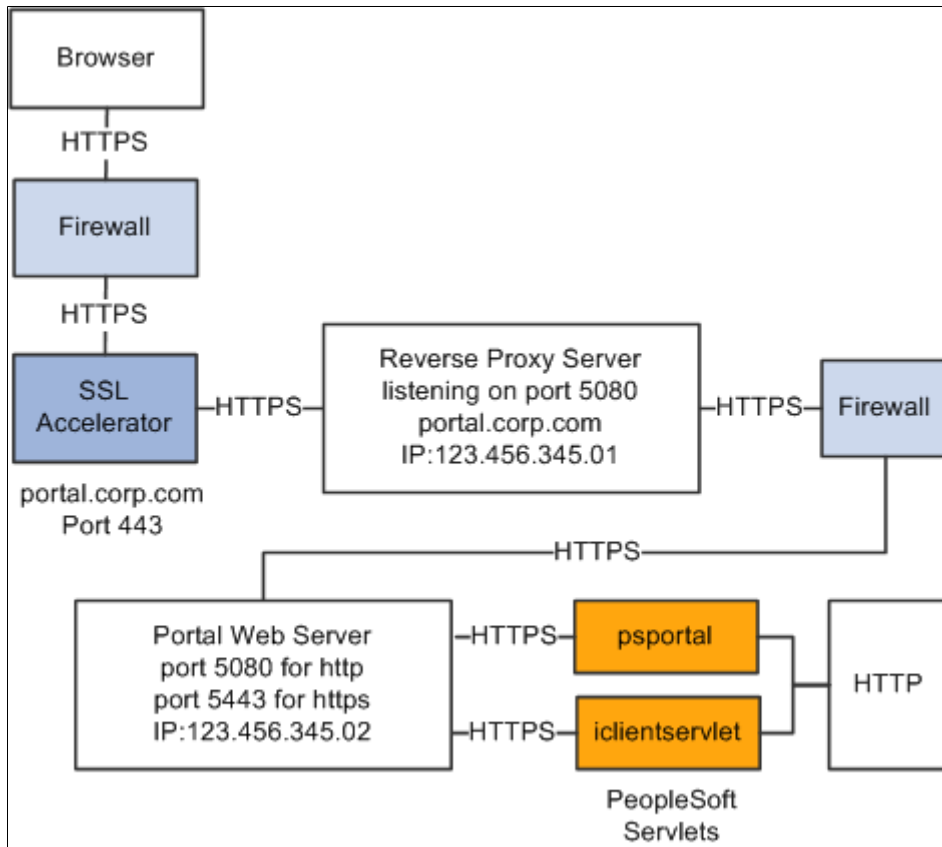 Browser
HTTPS
Firewall
HTTPS
SSL
Accelerator
portal.corp.com
Port 443
HTTPS
Reverse Proxy Server
listening on port 5080
portal.corp.com
IP:123.456.345.01
HTTPS
Firewall
HTTPS
Portal Web Server
port 5080 for http
port 5443 for https
IP:123.456.345.02
HTTPS
psportal
HTTPS
iclientservlet
PeopleSoft
Servlets
HTTP